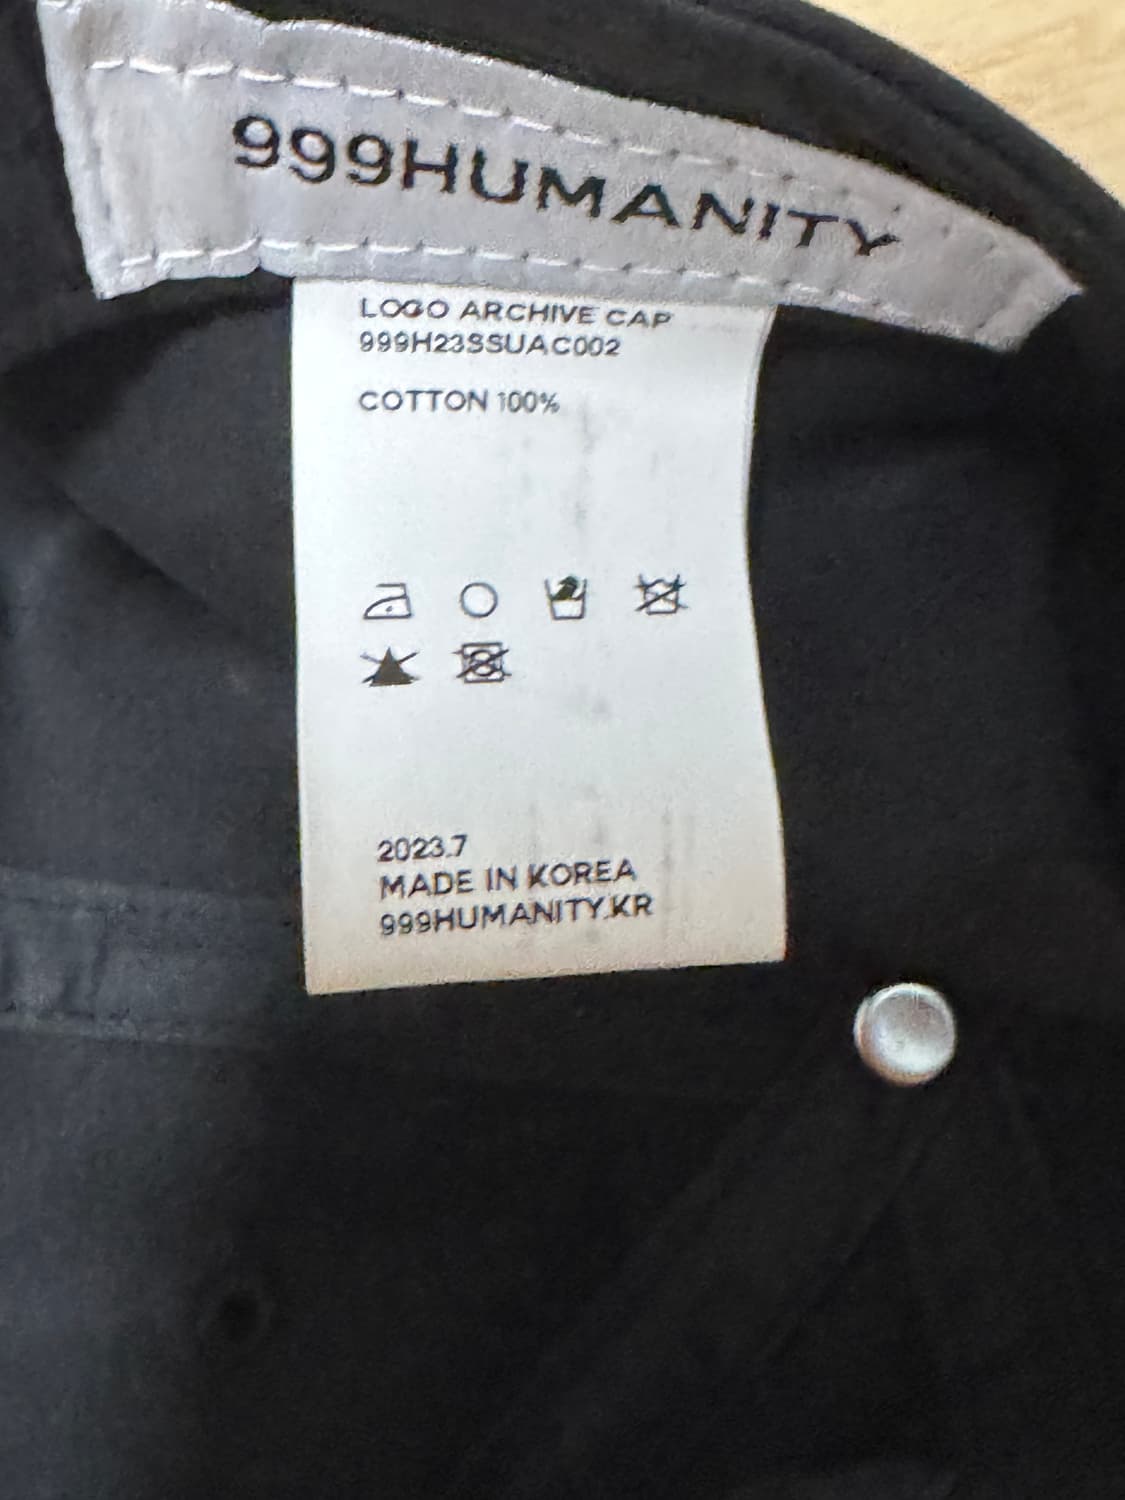 999HUMANITY
LOGO ARCHIVE CAP
999H23SSUAC002
COTTON 100%
2023.7
MADE IN KOREA
999HUMANITY.KR